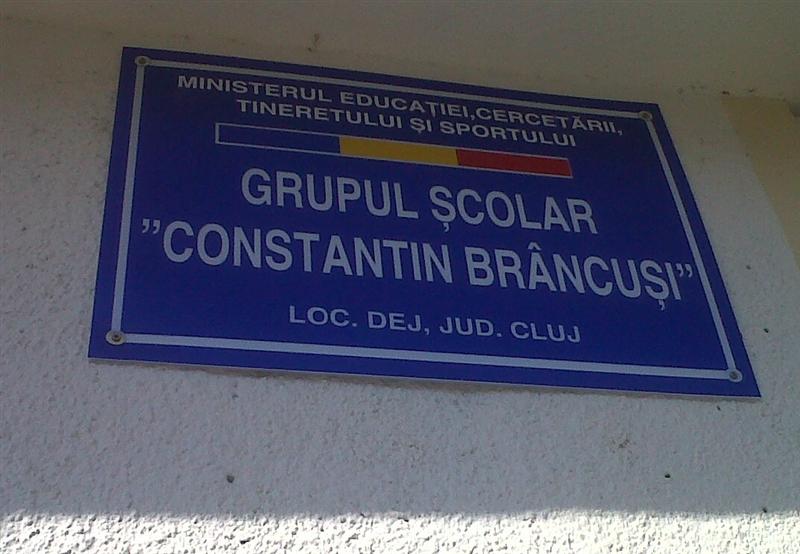 MINISTERUL EDUCAȚIEI,CERCETĂRII,
TINERETULUI ȘI SPORTULUI
GRUPUL ȘCOLAR
”CONSTANTIN BRÂNCUȘI”
LOC. DEJ, JUD. CLUJ